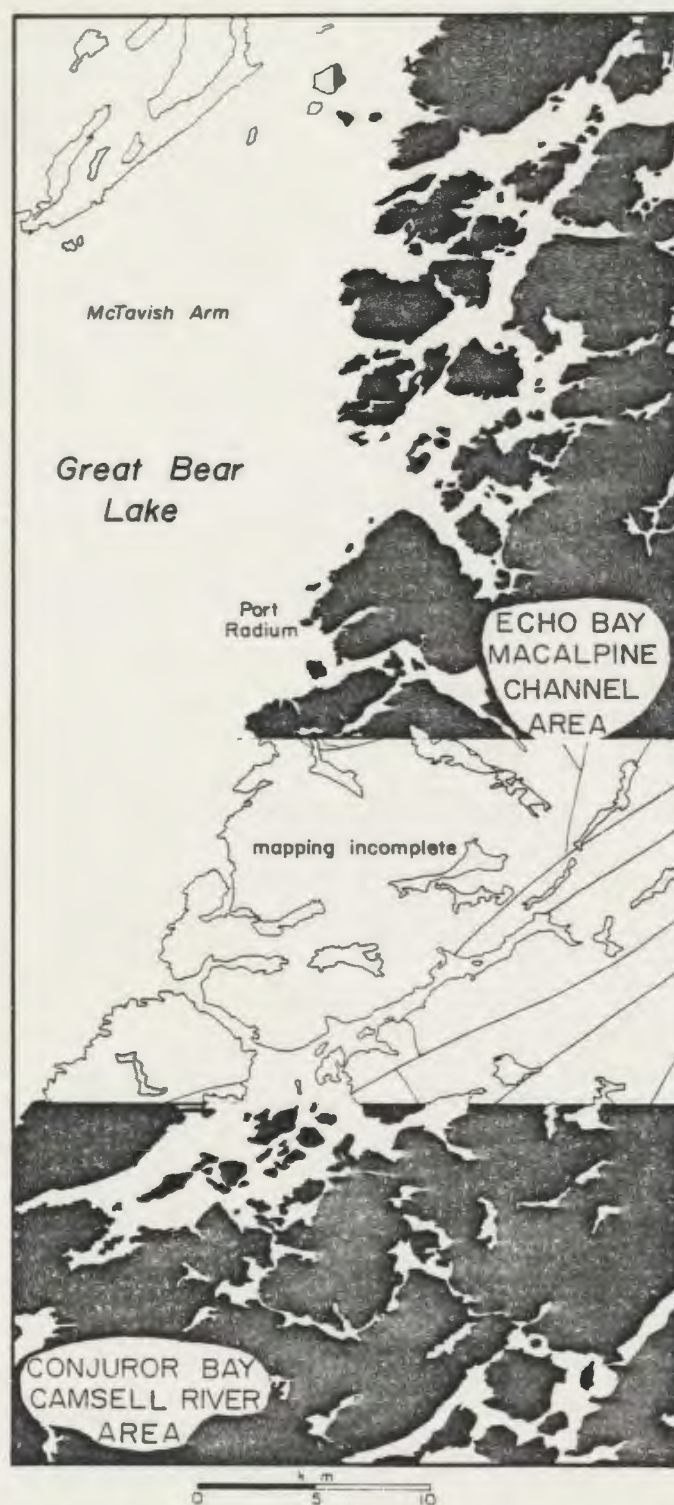 McTavish Arm
Great Bear
Lake
Port
Radium
ECHO BAY
MACALPINE
CHANNEL
AREA
mapping incomplete
CONJUROR BAY
CAMSELL RIVER
AREA
km
0 5 10